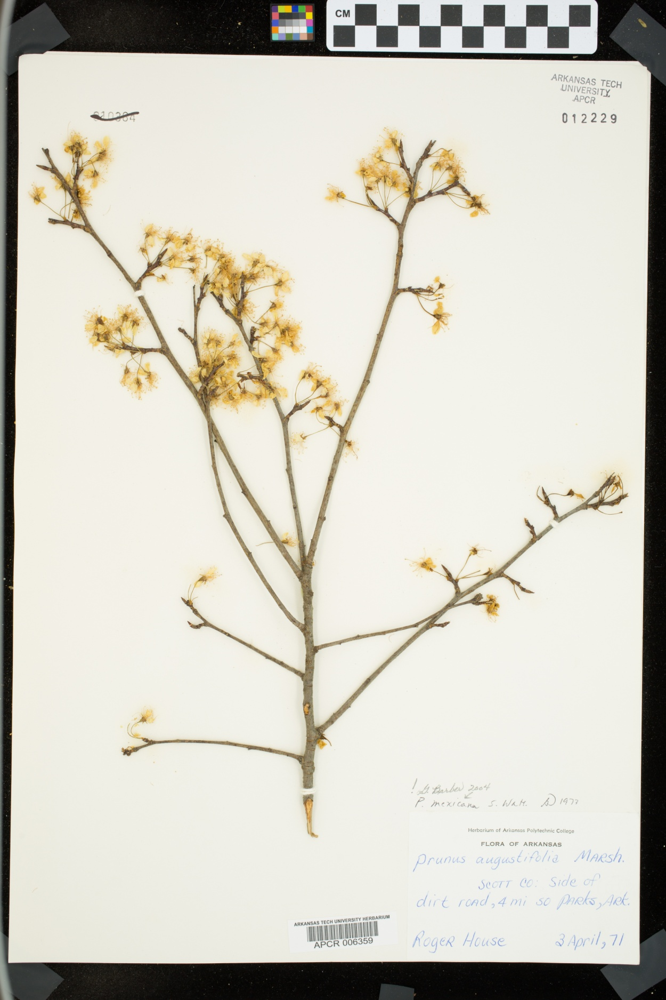 CM
ARKANSAS TECH
UNIVERSITY
APCR
012229
010384
! G. Barber 2004
P. mexicana S. Wats. 1977
Herbarium of Arkansas Polytechnic College
FLORA OF ARKANSAS
Prunus augustifolia MARSH.
SCOTT CO: Side of
dirt road, 4 mi so PARKS, ARK.
Roger House 3 April, 71
ARKANSAS TECH UNIVERSITY HERBARIUM
APCR 006359